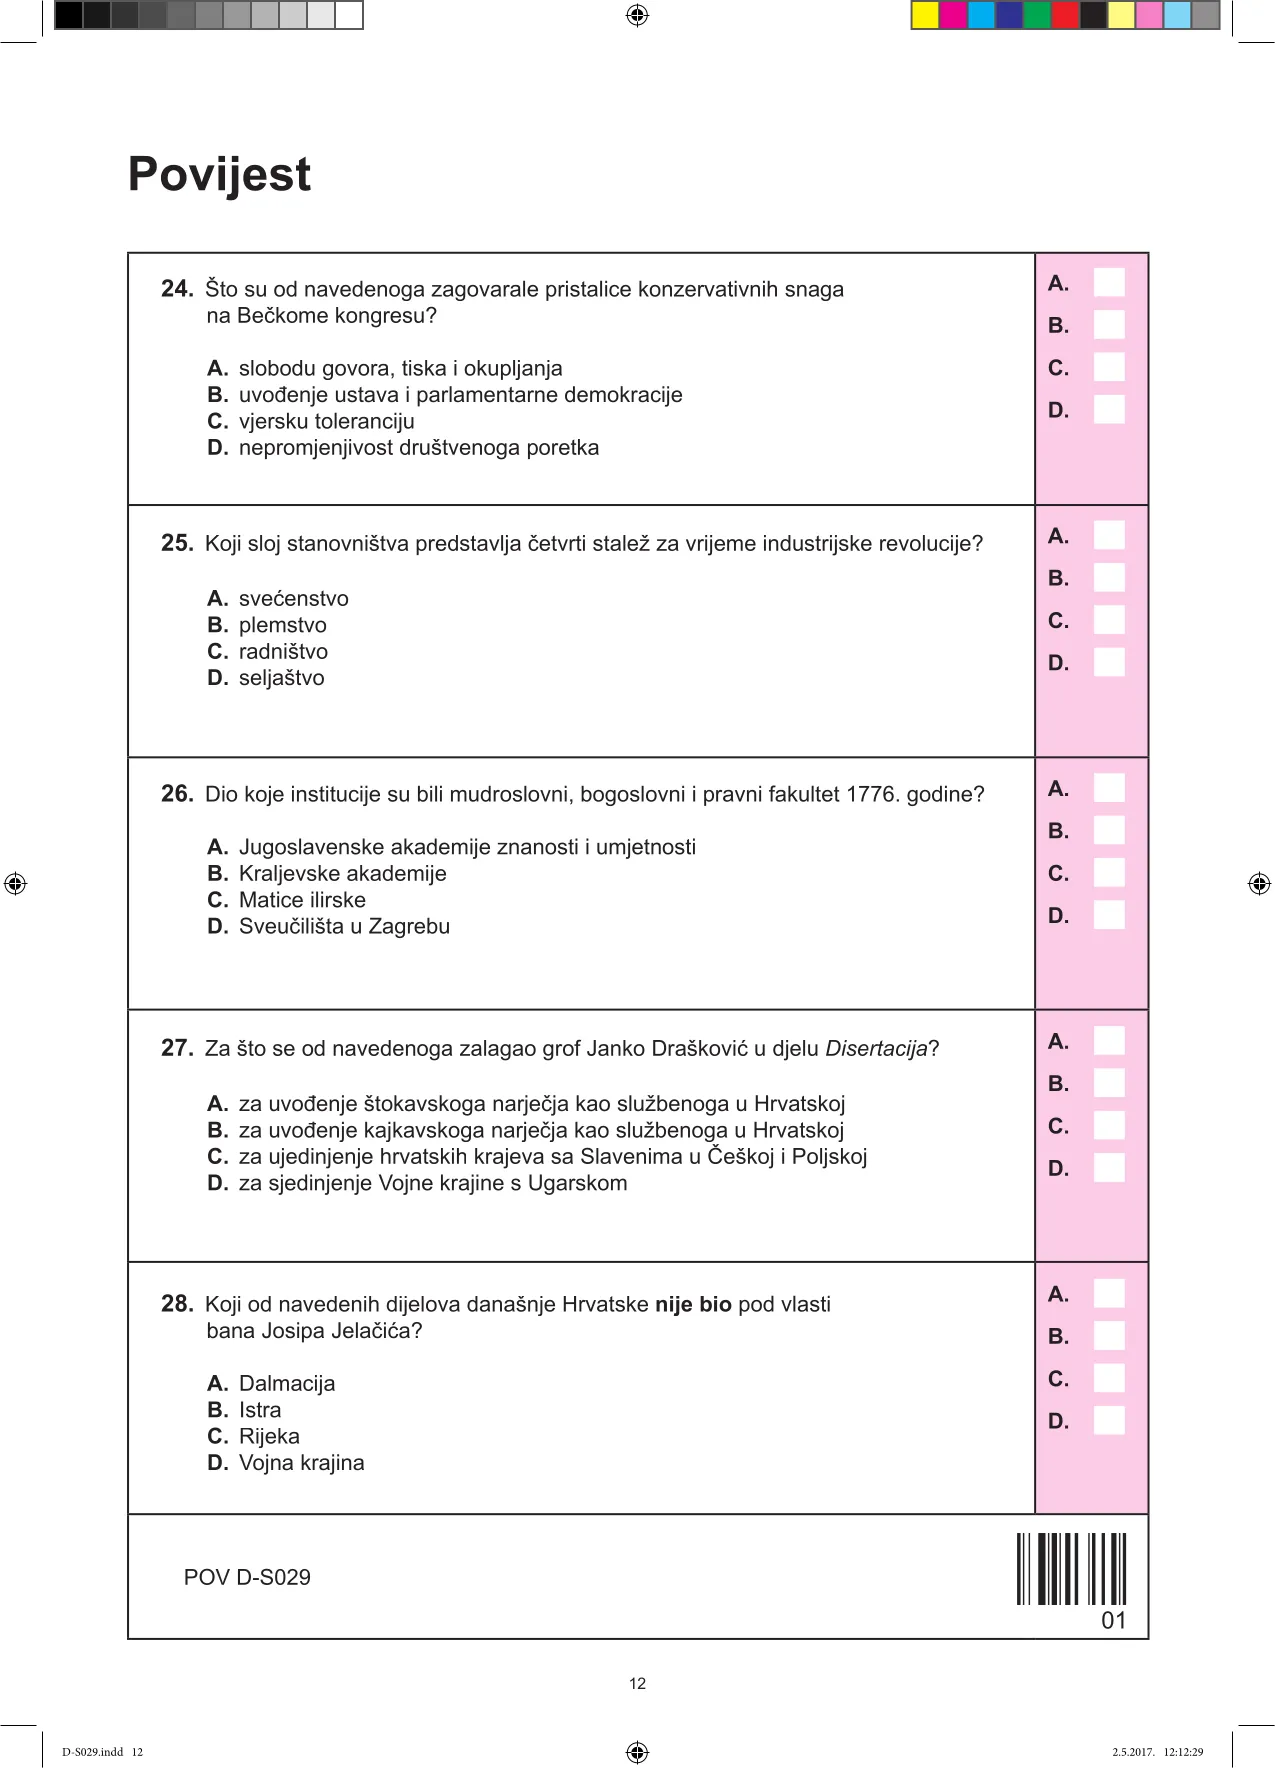 Povijest
24. Što su od navedenoga zagovarale pristalice konzervativnih snaga
na Bečkome kongresu?
A. slobodu govora, tiska i okupljanja
B. uvođenje ustava i parlamentarne demokracije
C. vjersku toleranciju
D. nepromjenjivost društvenoga poretka
A.
B.
C.
D.
25. Koji sloj stanovništva predstavlja četvrti stalež za vrijeme industrijske revolucije?
A. svećenstvo
B. plemstvo
C. radništvo
D. seljaštvo
A.
B.
C.
D.
26. Dio koje institucije su bili mudroslovni, bogoslovni i pravni fakultet 1776. godine?
A. Jugoslavenske akademije znanosti i umjetnosti
B. Kraljevske akademije
C. Matice ilirske
D. Sveučilišta u Zagrebu
A.
B.
C.
D.
27. Za što se od navedenoga zalagao grof Janko Drašković u djelu Disertacija?
A. za uvođenje štokavskoga narječja kao službenoga u Hrvatskoj
B. za uvođenje kajkavskoga narječja kao službenoga u Hrvatskoj
C. za ujedinjenje hrvatskih krajeva sa Slavenima u Češkoj i Poljskoj
D. za sjedinjenje Vojne krajine s Ugarskom
A.
B.
C.
D.
28. Koji od navedenih dijelova današnje Hrvatske nije bio pod vlasti
bana Josipa Jelačića?
A. Dalmacija
B. Istra
C. Rijeka
D. Vojna krajina
A.
B.
C.
D.
POV D-S029
01
12
D-S029.indd 12
2.5.2017. 12:12:29